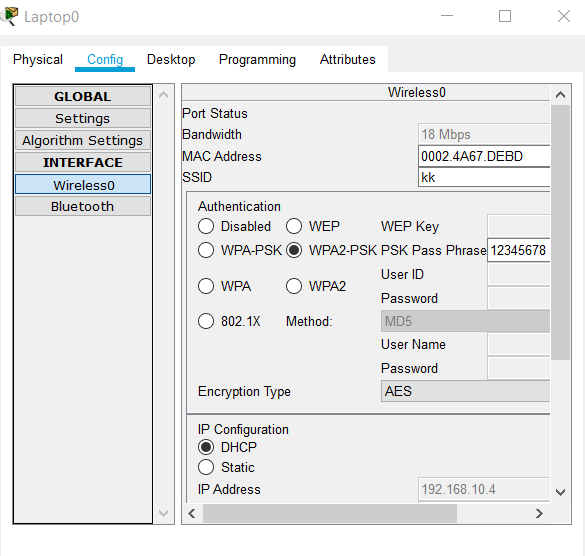 Laptop0
Physical Config Desktop Programming Attributes
GLOBAL
Settings
Algorithm Settings
INTERFACE
Wireless0
Bluetooth
Wireless0
Port Status
Bandwidth 18 Mbps
MAC Address 0002.4A67.DEBD
SSID kk
Authentication
Disabled WEP WEP Key
WPA-PSK WPA2-PSK PSK Pass Phrase 12345678
User ID
WPA WPA2
Password
802.1X Method: MD5
User Name
Password
Encryption Type AES
IP Configuration
DHCP
Static
IP Address 192.168.10.4